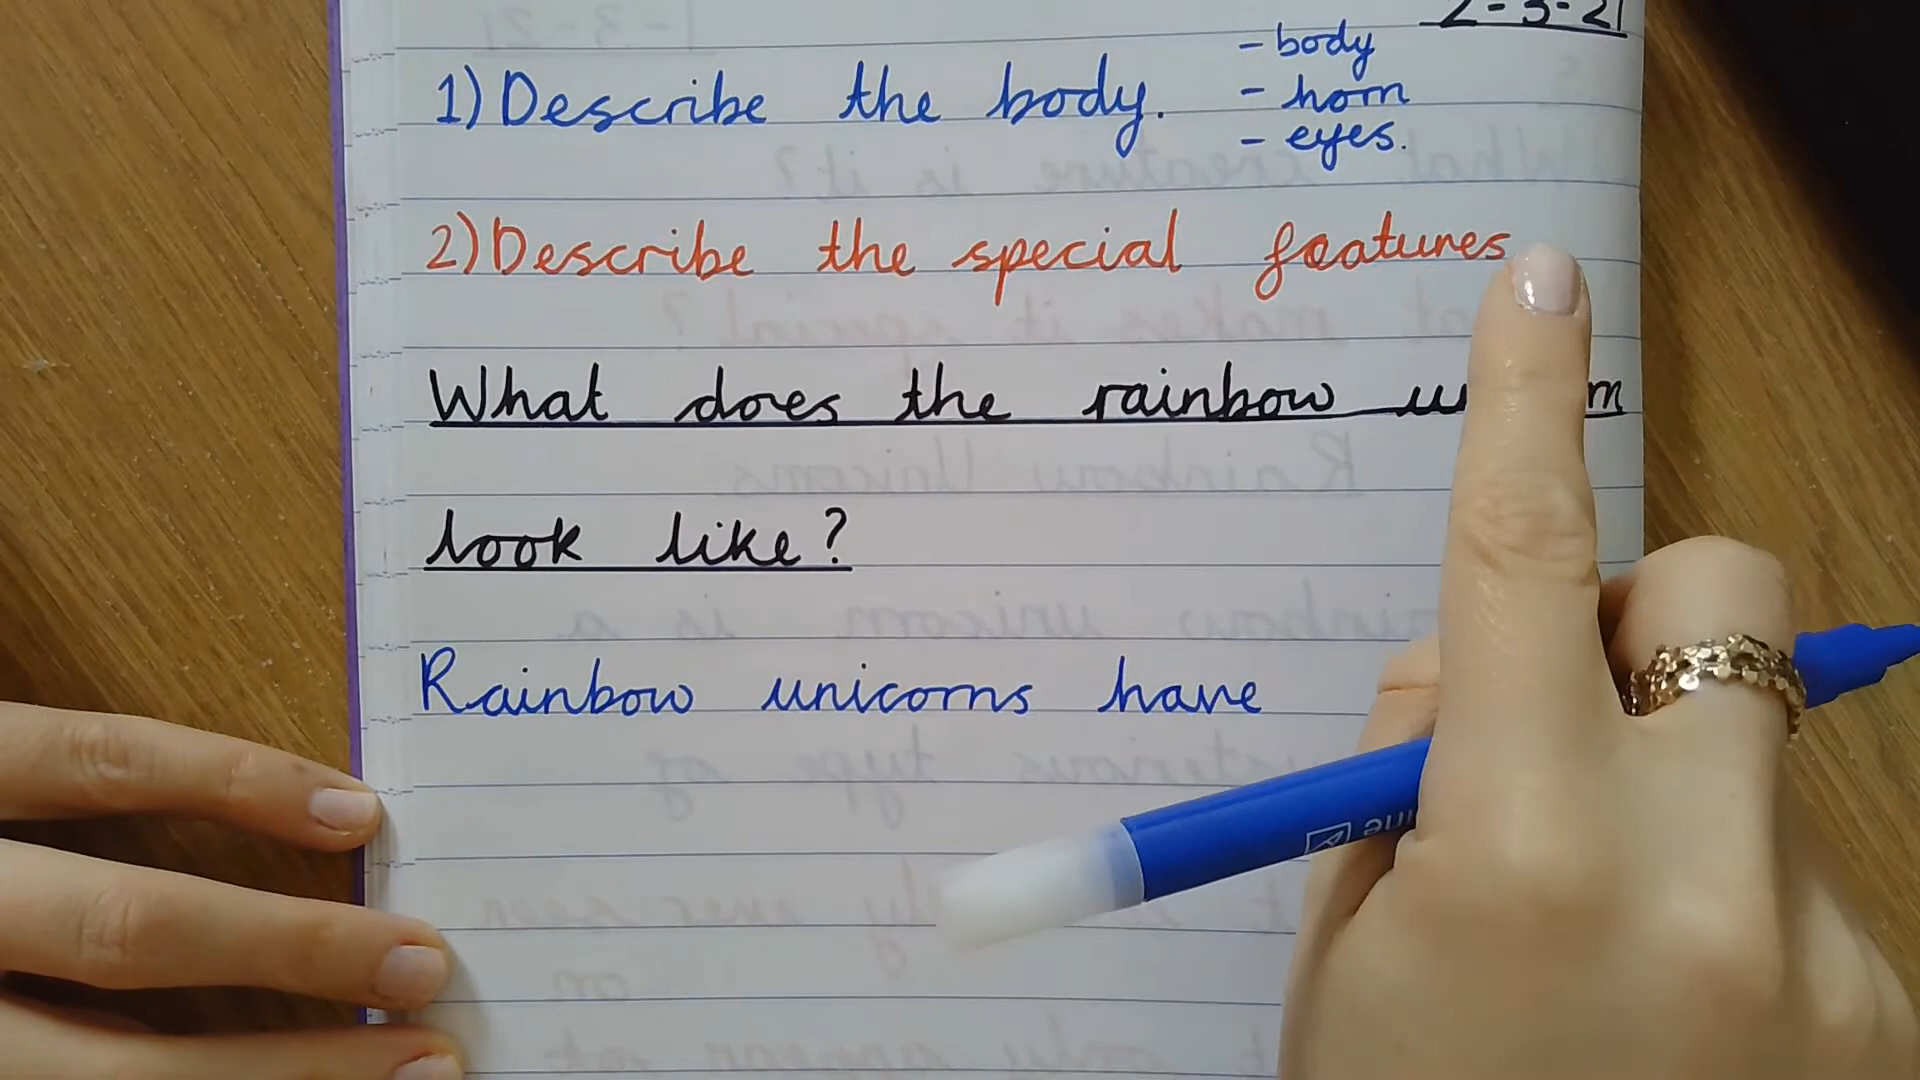 2-3-21
1) Describe the body.
- body
- horn
- eyes.
2) Describe the special features
What does the rainbow
look like?
Rainbow unicorns have